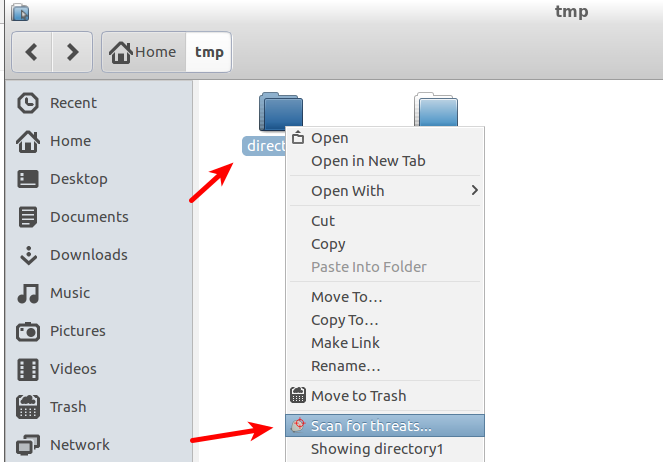 tmp
Home
tmp
Recent
Home
Desktop
Documents
Downloads
Music
Pictures
Videos
Trash
Network
direct
Open
Open in New Tab
Open With
Cut
Copy
Paste Into Folder
Move To…
Copy To…
Make Link
Rename…
Move to Trash
Scan for threats...
Showing directory1